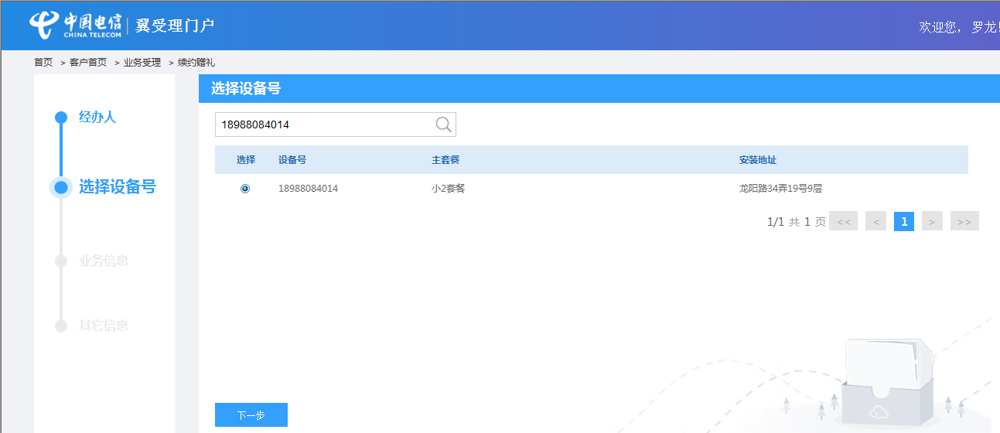 中国电信
CHINA TELECOM
翼受理门户
欢迎您， 罗龙!
首页 > 客户首页 > 业务受理 > 续约赠礼
经办人
选择设备号
业务信息
其它信息
选择设备号
18988084014
选择 设备号 主套餐 安装地址
18988084014 小2套餐 龙阳路34弄19号9层
1/1 共 1 页 << < 1 > >>
下一步